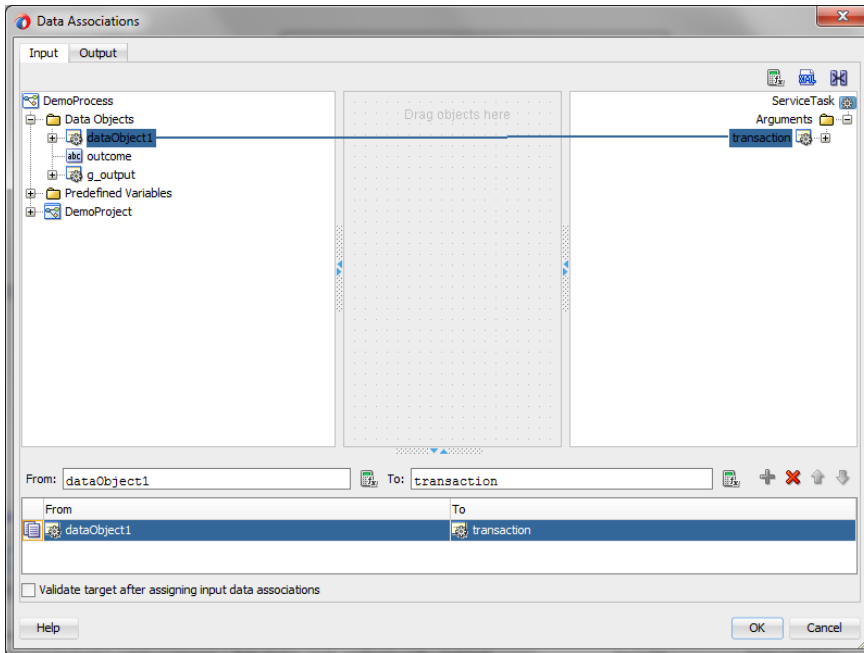 Data Associations
Input Output
DemoProcess
Data Objects
dataObject1
abc outcome
g_output
Predefined Variables
DemoProject
Drag objects here
ServiceTask
Arguments
transaction
From: dataObject1 To: transaction
From To
dataObject1 transaction
Validate target after assigning input data associations
Help OK Cancel